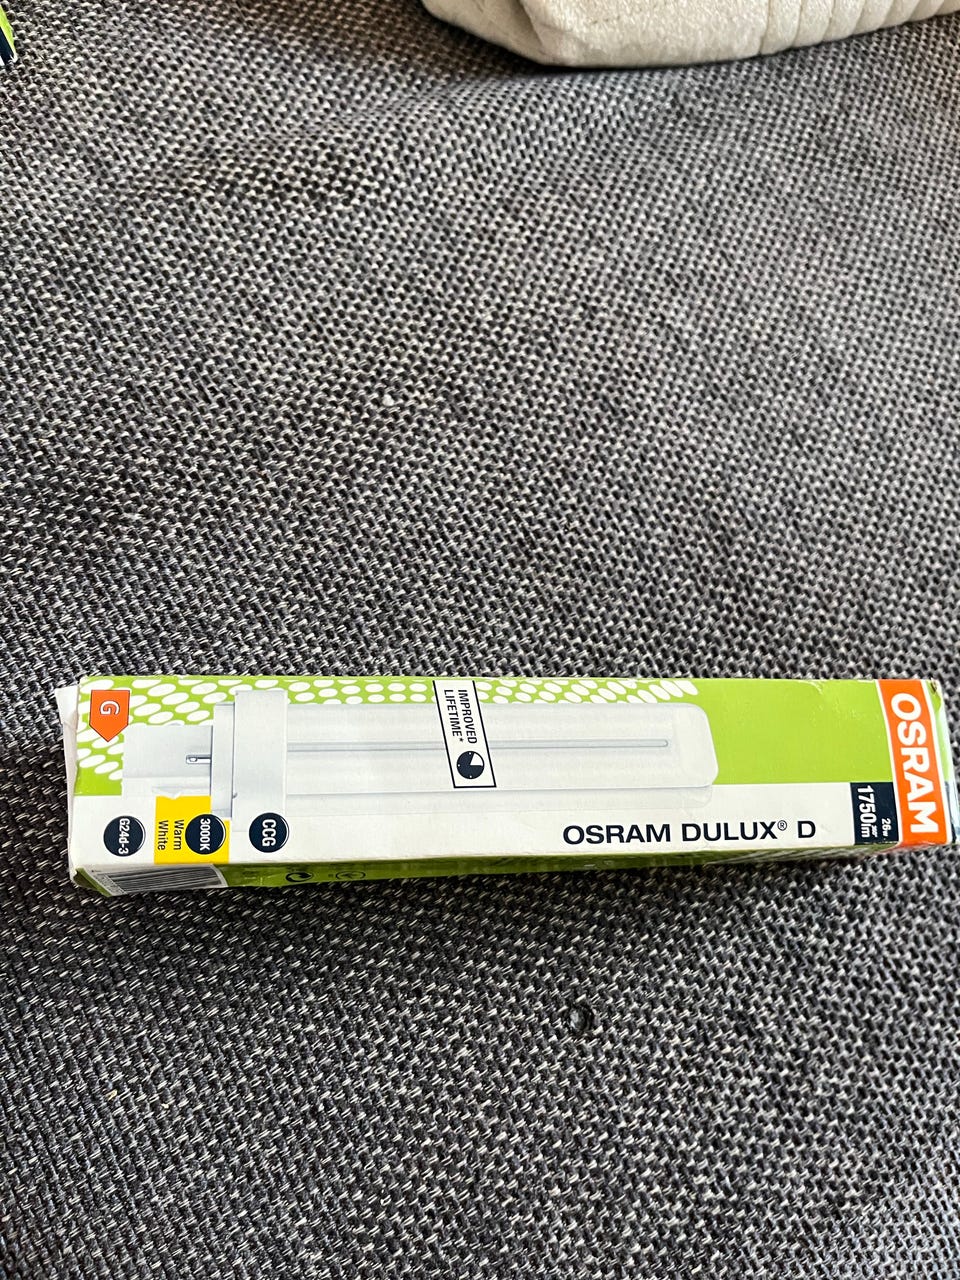 OSRAM
26W
1750lm
OSRAM DULUX® D
IMPROVED
LIFETIME*
G
CCG
3000K
Warm
White
G24d-3